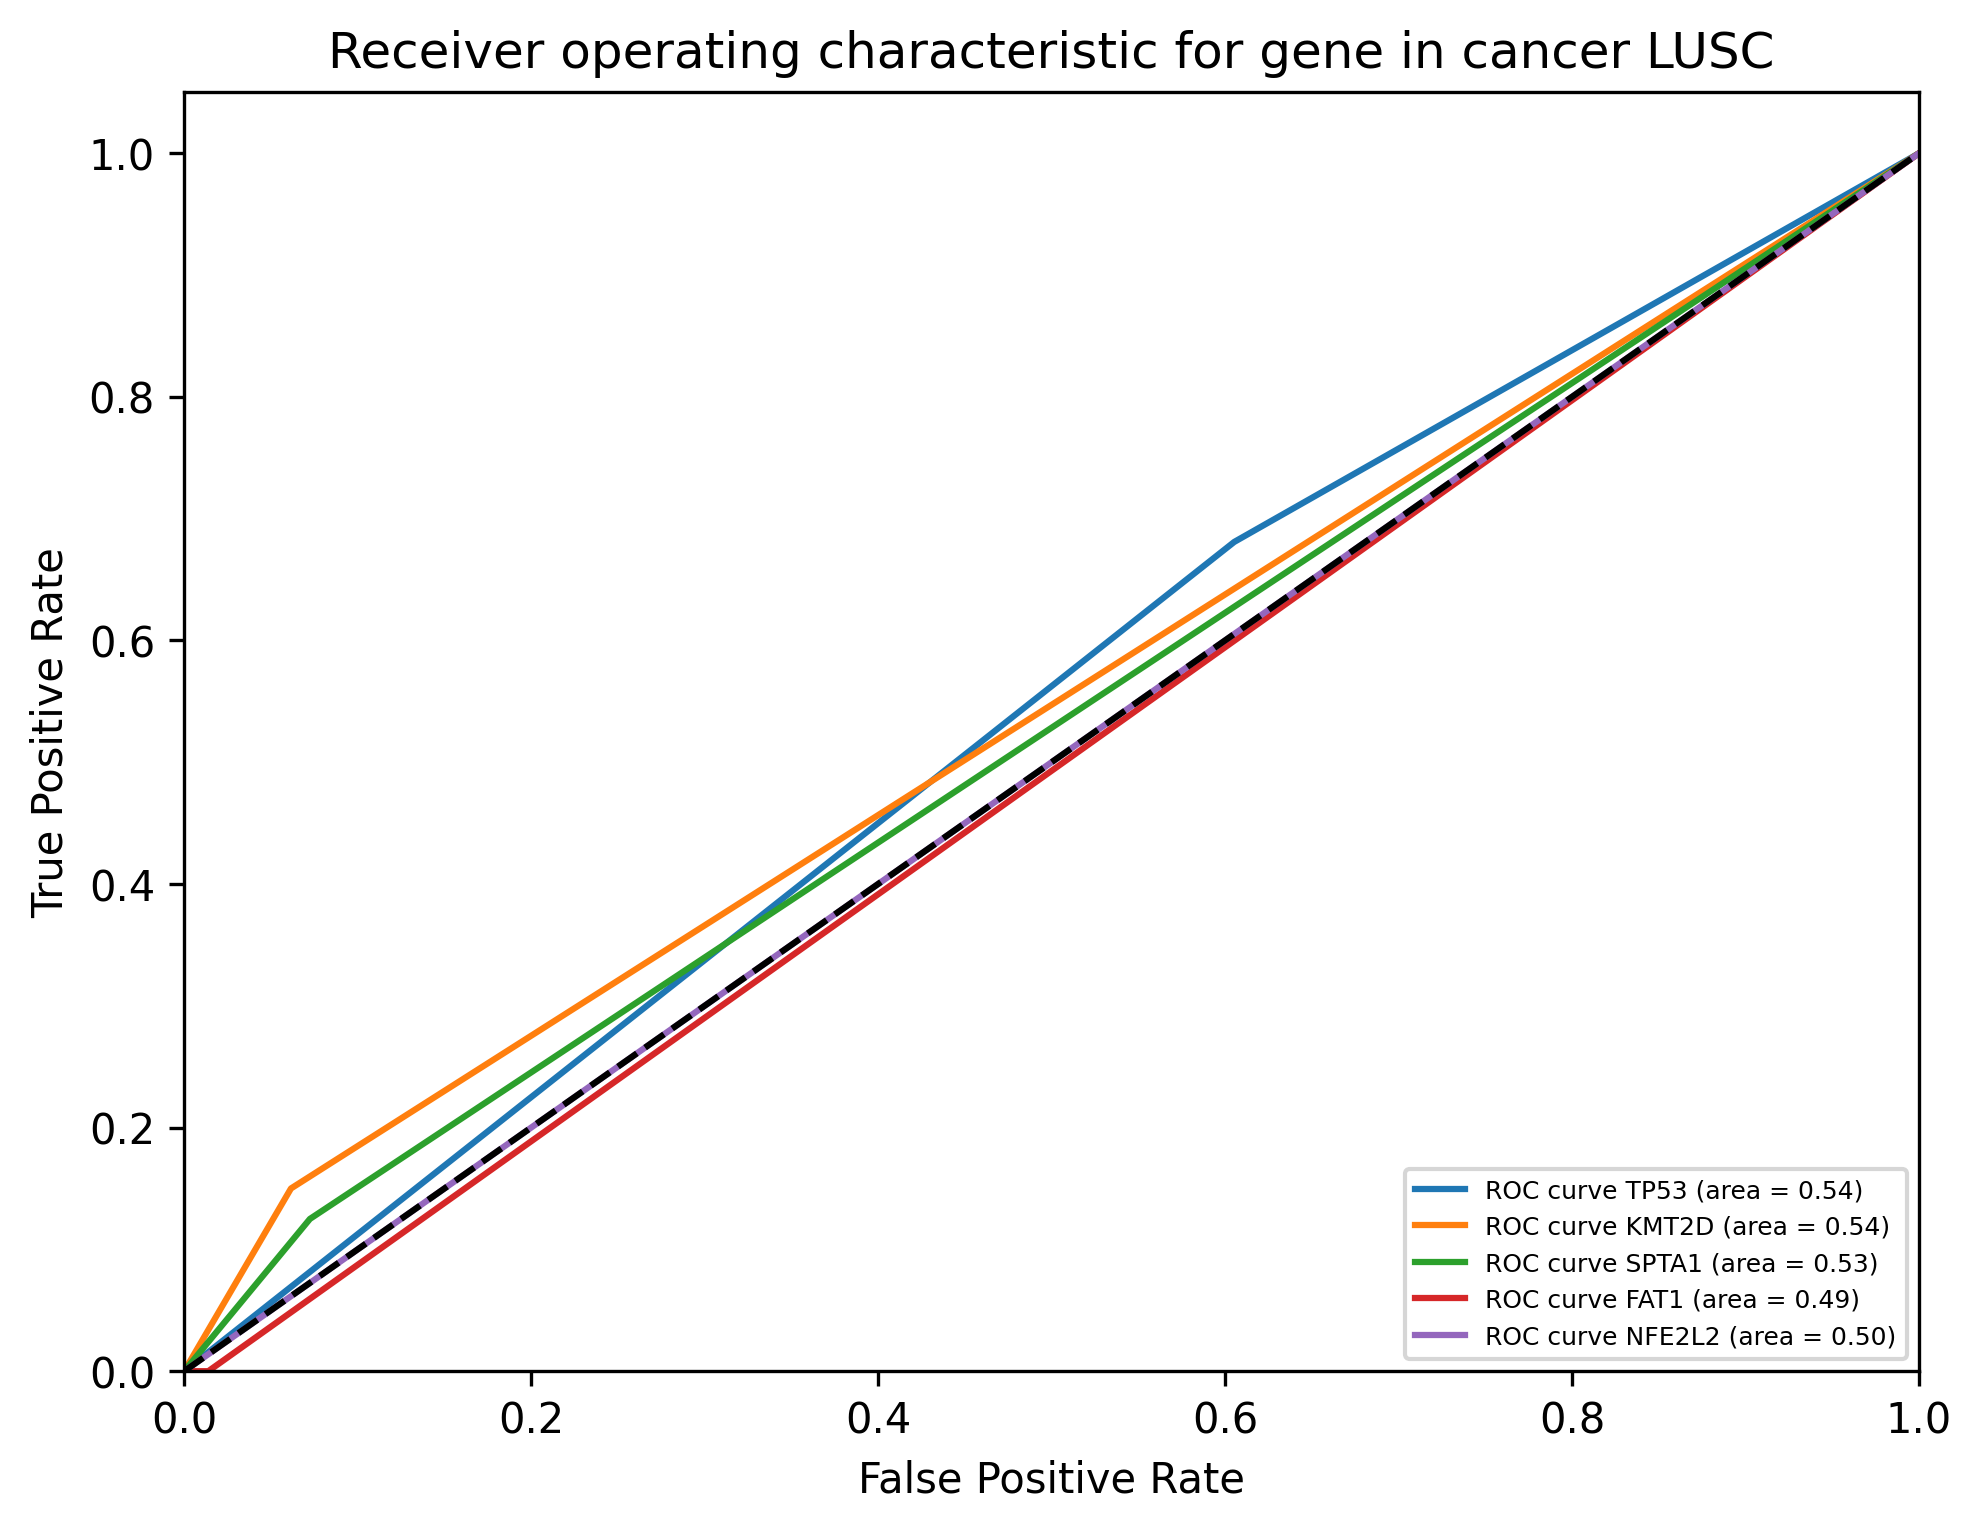 Receiver operating characteristic for gene in cancer LUSC
True Positive Rate
1.0
0.8
0.6
0.4
0.2
0.0
ROC curve TP53 (area = 0.54)
ROC curve KMT2D (area = 0.54)
ROC curve SPTA1 (area = 0.53)
ROC curve FAT1 (area = 0.49)
ROC curve NFE2L2 (area = 0.50)
0.0 0.2 0.4 0.6 0.8 1.0
False Positive Rate